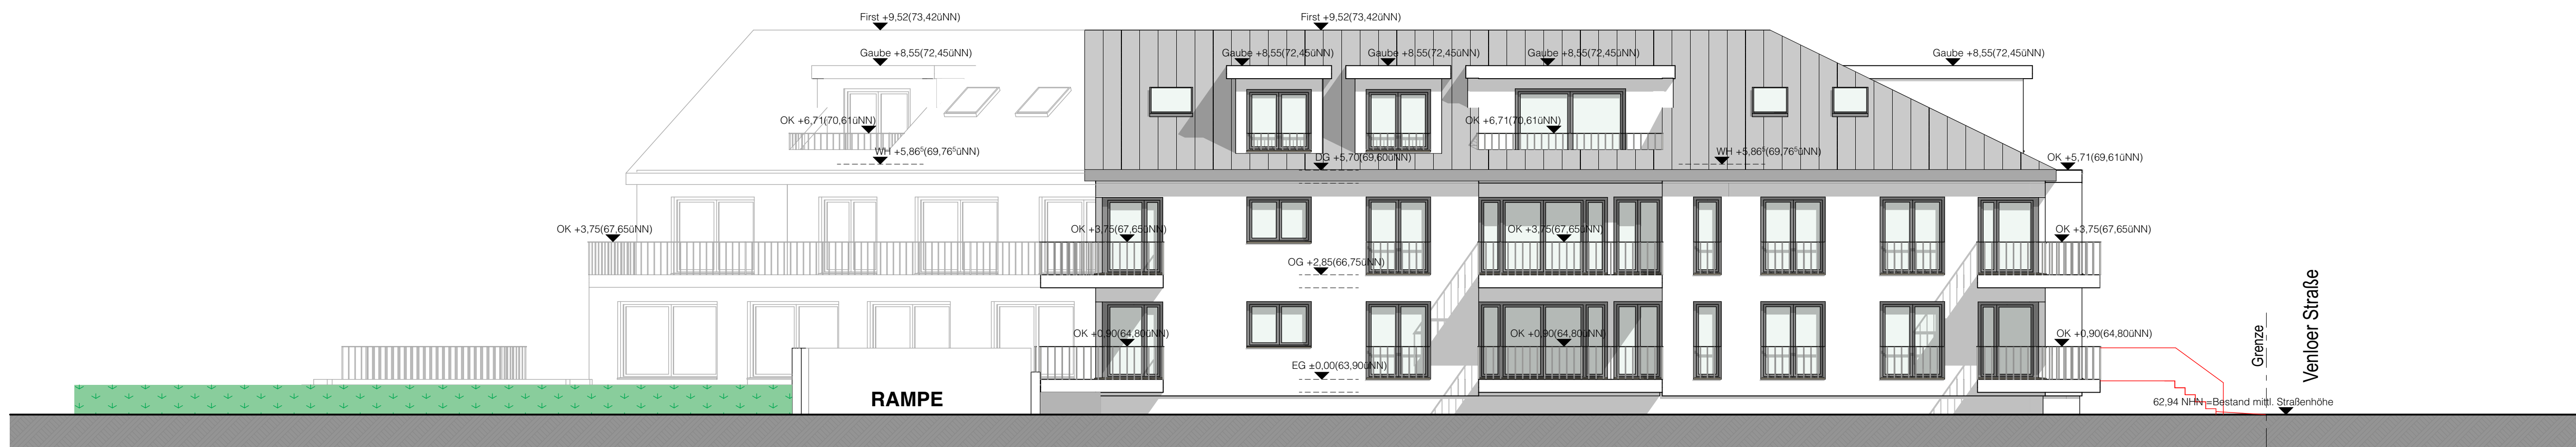 First +9,52(73,42üNN)
First +9,52(73,42üNN)
Gaube +8,55(72,45üNN)
Gaube +8,55(72,45üNN)
Gaube +8,55(72,45üNN)
Gaube +8,55(72,45üNN)
Gaube +8,55(72,45üNN)
OK +6,71(70,61üNN)
OK +6,71(70,61üNN)
WH +5,86⁵(69,76⁵üNN)
DG +5,70(69,60üNN)
WH +5,86⁵(69,76⁵üNN)
OK +5,71(69,61üNN)
OK +3,75(67,65üNN)
OK +3,75(67,65üNN)
OK +3,75(67,65üNN)
OK +3,75(67,65üNN)
OG +2,85(66,75üNN)
OK +0,90(64,80üNN)
OK +0,90(64,80üNN)
OK +0,90(64,80üNN)
EG ±0,00(63,90üNN)
RAMPE
Grenze
Venloer Straße
62,94 NHN =Bestand mittl. Straßenhöhe